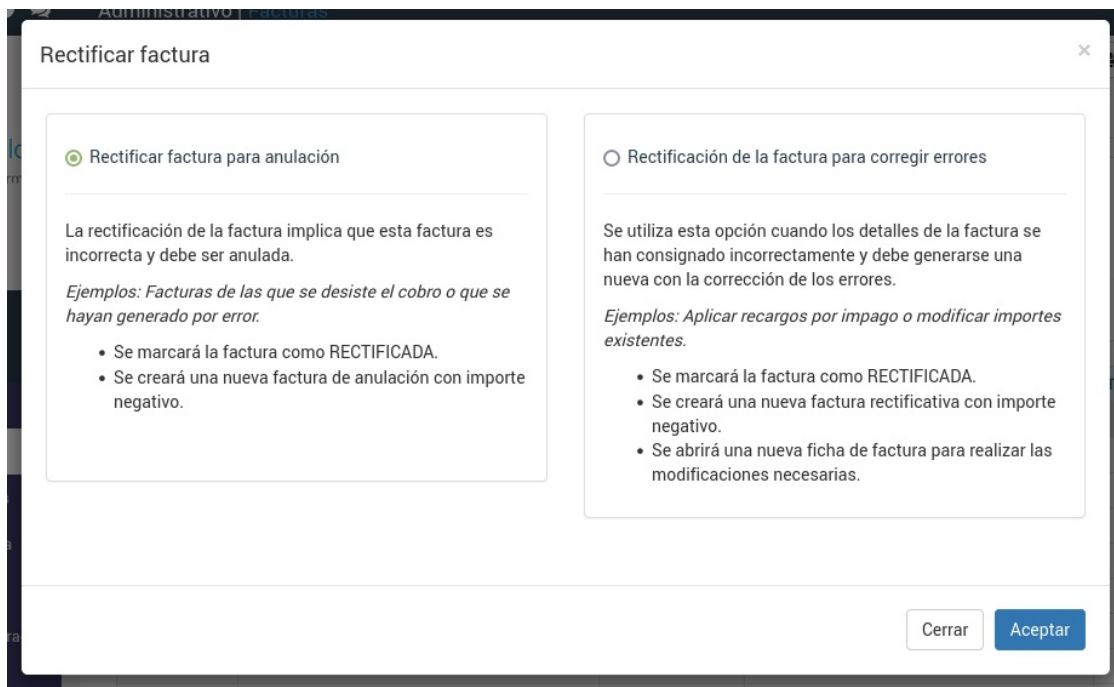 Administrativo | Facturas
Rectificar factura
×
Rectificar factura para anulación
La rectificación de la factura implica que esta factura es
incorrecta y debe ser anulada.
Ejemplos: Facturas de las que se desiste el cobro o que se
hayan generado por error.
• Se marcará la factura como RECTIFICADA.
• Se creará una nueva factura de anulación con importe
negativo.
Rectificación de la factura para corregir errores
Se utiliza esta opción cuando los detalles de la factura se
han consignado incorrectamente y debe generarse una
nueva con la corrección de los errores.
Ejemplos: Aplicar recargos por impago o modificar importes
existentes.
• Se marcará la factura como RECTIFICADA.
• Se creará una nueva factura rectificativa con importe
negativo.
• Se abrirá una nueva ficha de factura para realizar las
modificaciones necesarias.
Cerrar
Aceptar